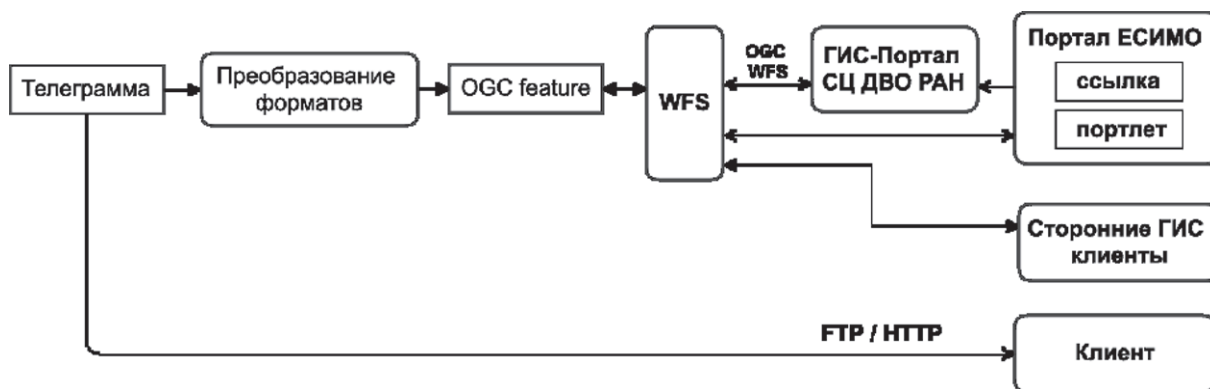 Телеграмма
Преобразование
форматов
OGC feature
WFS
OGC
WFS
ГИС-Портал
СЦ ДВО РАН
Портал ЕСИМО
ссылка
портлет
Сторонние ГИС
клиенты
FTP / HTTP
Клиент